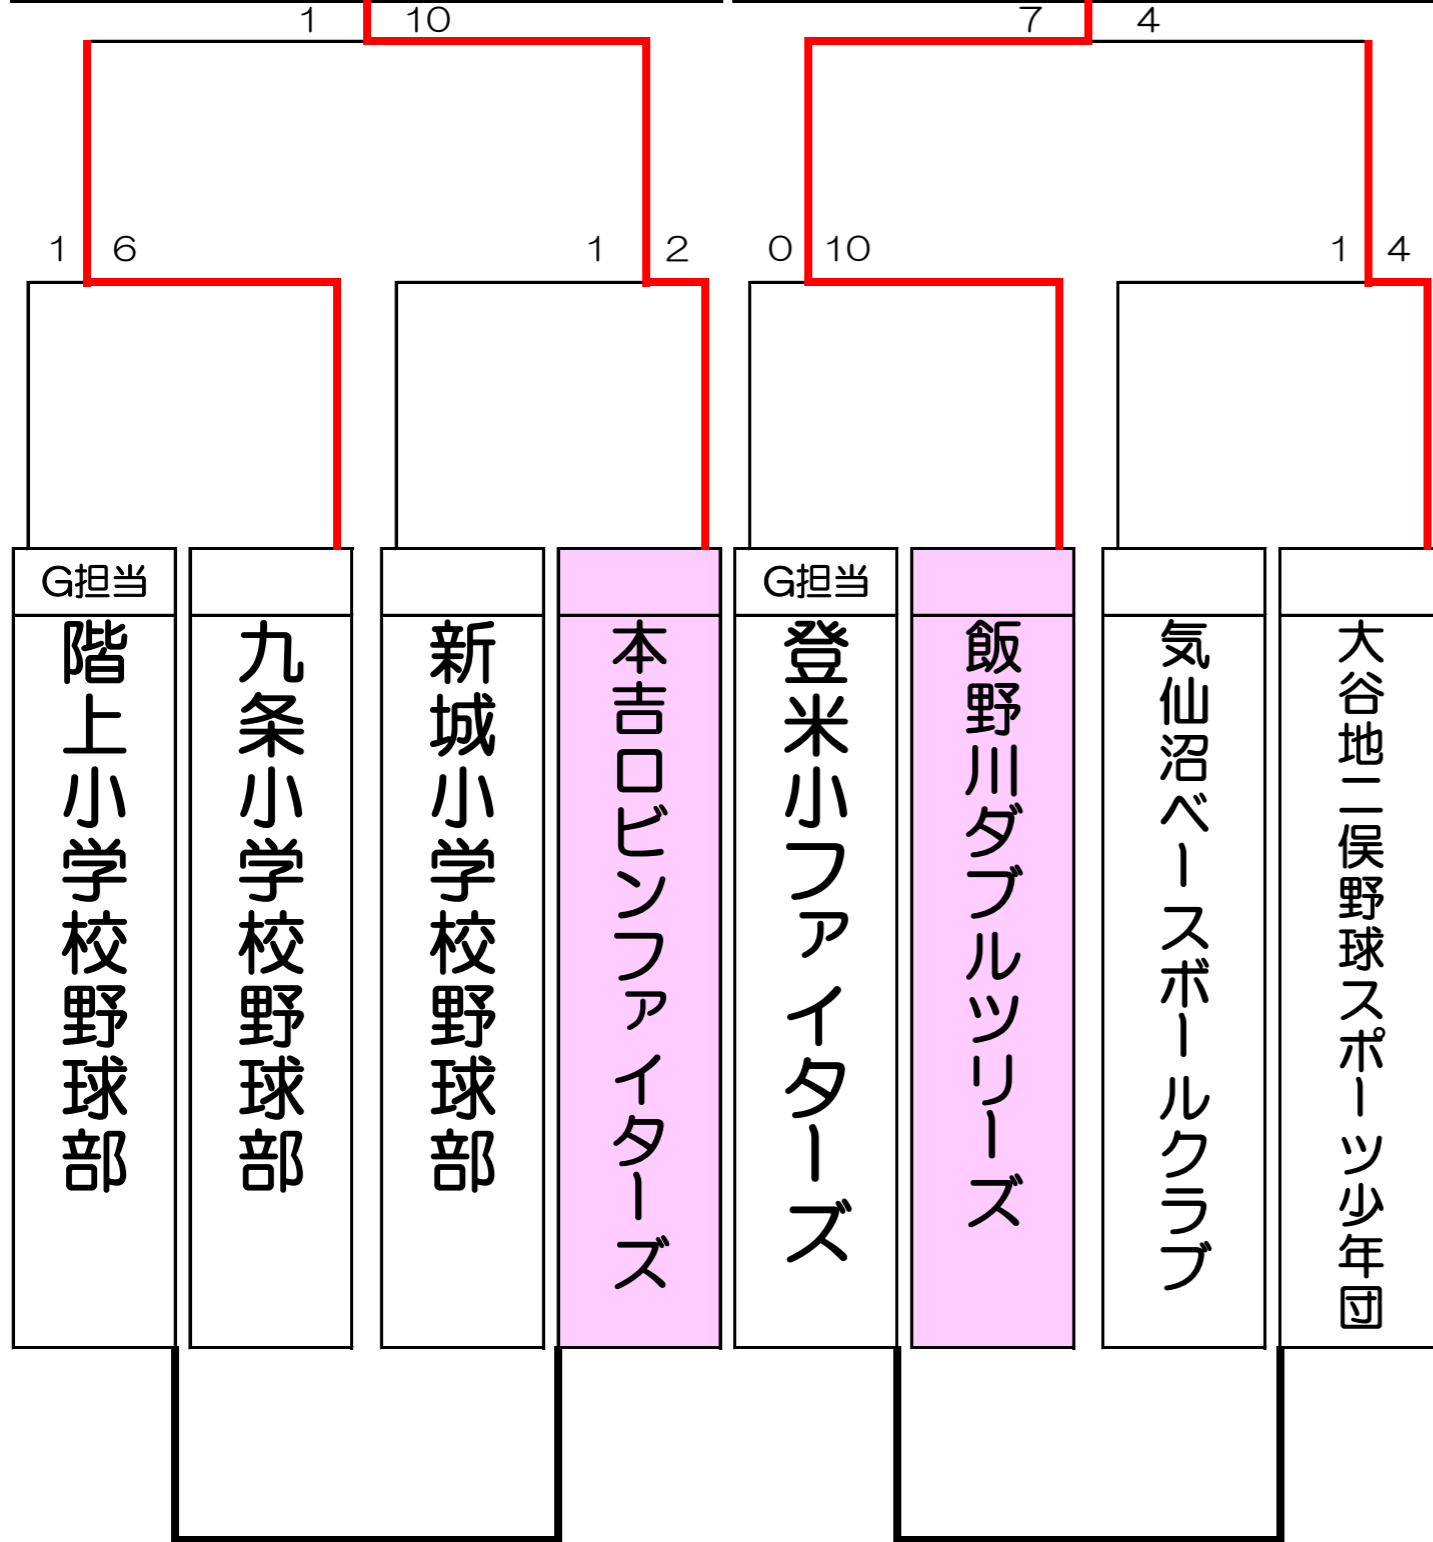 1 10 7 4
1 6 1 2 0 10 1 4
G担当 G担当
階上小学校野球部
九条小学校野球部
新城小学校野球部
本吉ロビンファイターズ
登米小ファイターズ
飯野川ダブルツリーズ
気仙沼ベースボールクラブ
大谷地二俣野球スポーツ少年団